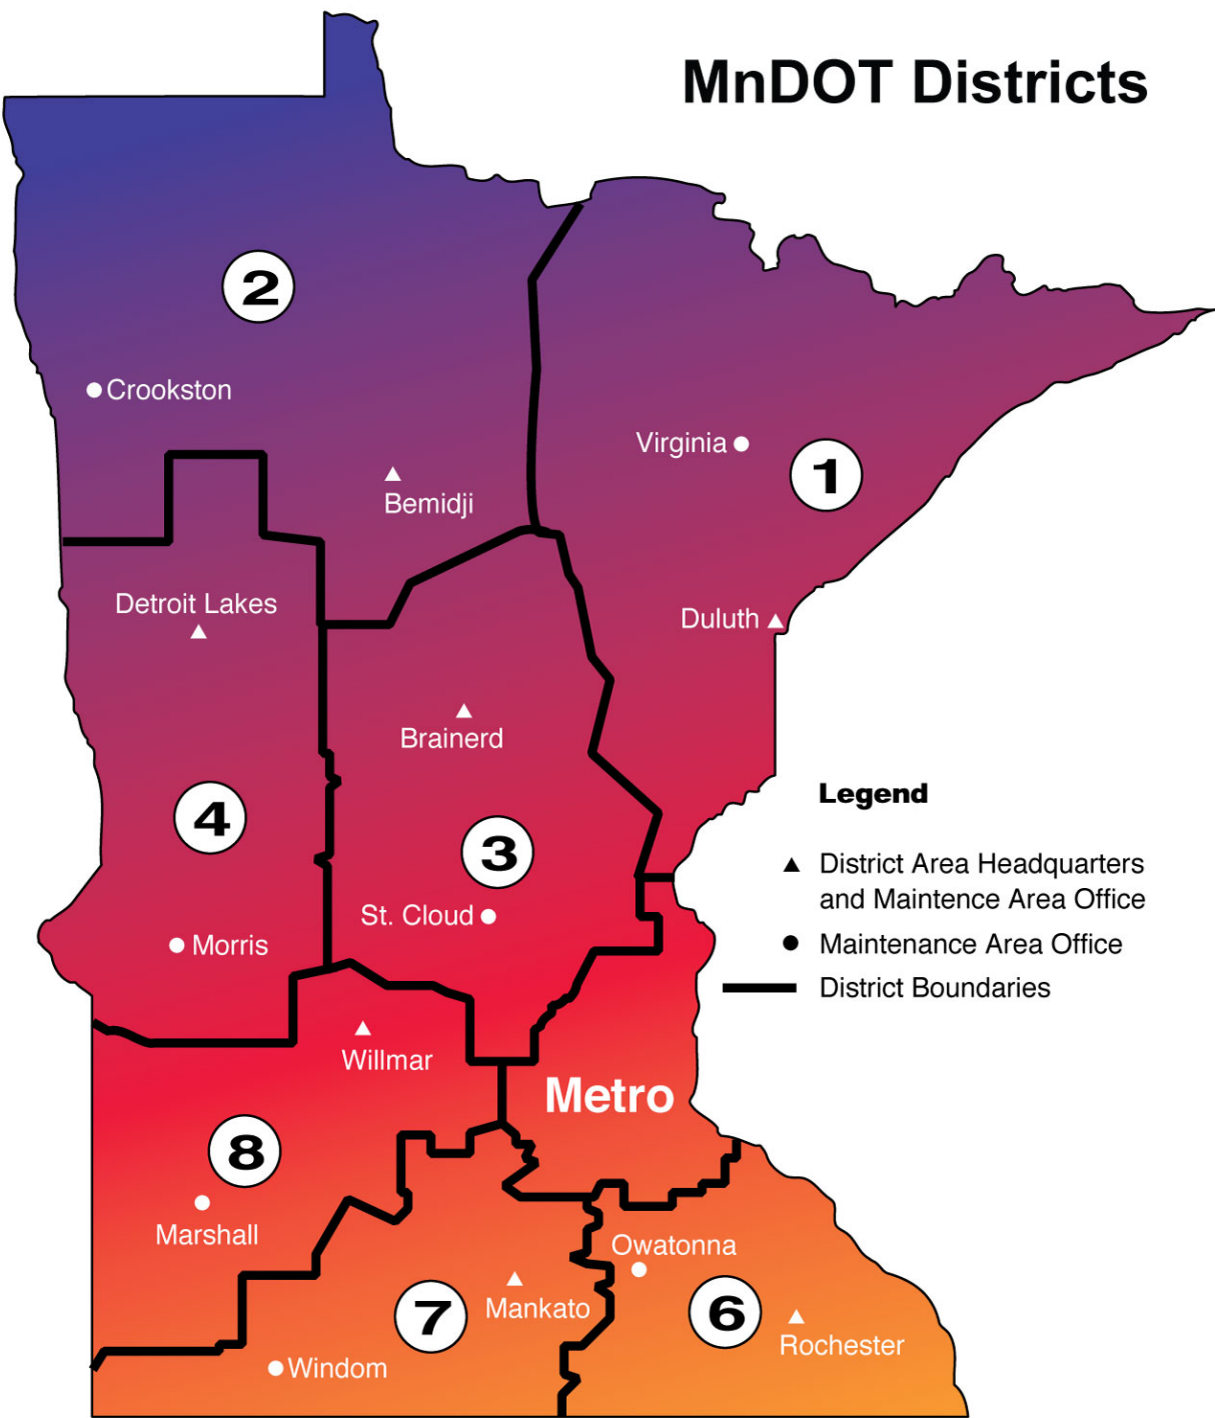 MnDOT Districts
2
Crookston
Virginia
1
Bemidji
Detroit Lakes
Duluth
Brainerd
Legend
4
3
District Area Headquarters
and Maintence Area Office
St. Cloud
Morris
Maintenance Area Office
District Boundaries
Willmar
Metro
8
Marshall
Owatonna
7
Mankato
6
Rochester
Windom